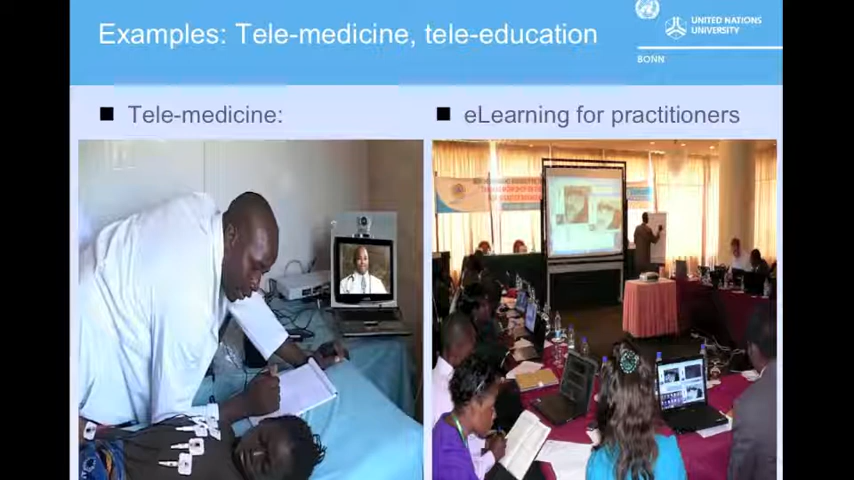 Examples: Tele-medicine, tele-education
UNITED NATIONS
UNIVERSITY
BONN
Tele-medicine:
eLearning for practitioners